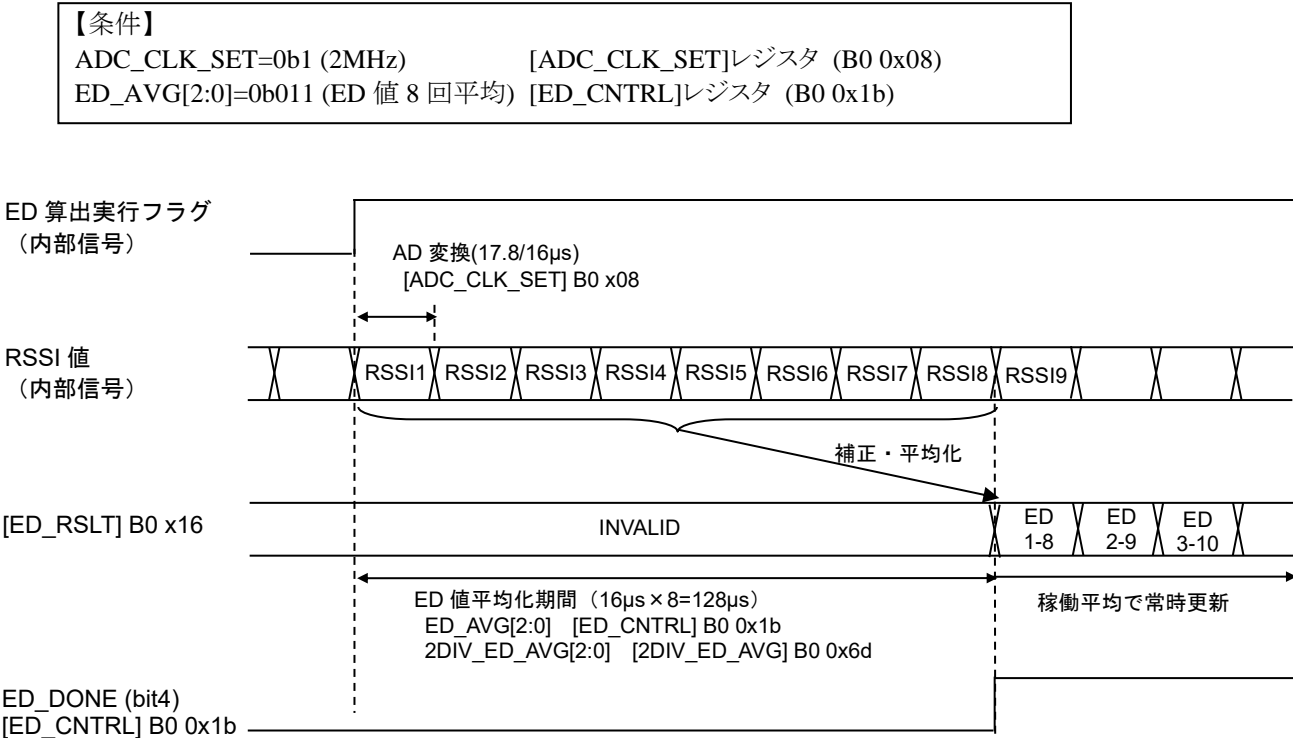 【条件】
ADC_CLK_SET=0b1 (2MHz) [ADC_CLK_SET]レジスタ (B0 0x08)
ED_AVG[2:0]=0b011 (ED 値 8 回平均) [ED_CNTRL]レジスタ (B0 0x1b)
ED 算出実行フラグ
（内部信号）
AD 変換(17.8/16µs)
[ADC_CLK_SET] B0 x08
RSSI 値
（内部信号）
RSSI1 RSSI2 RSSI3 RSSI4 RSSI5 RSSI6 RSSI7 RSSI8 RSSI9
補正・平均化
[ED_RSLT] B0 x16
INVALID
ED 1-8
ED 2-9
ED 3-10
ED 値平均化期間（16µs×8=128µs）
ED_AVG[2:0] [ED_CNTRL] B0 0x1b
2DIV_ED_AVG[2:0] [2DIV_ED_AVG] B0 0x6d
稼働平均で常時更新
ED_DONE (bit4)
[ED_CNTRL] B0 0x1b